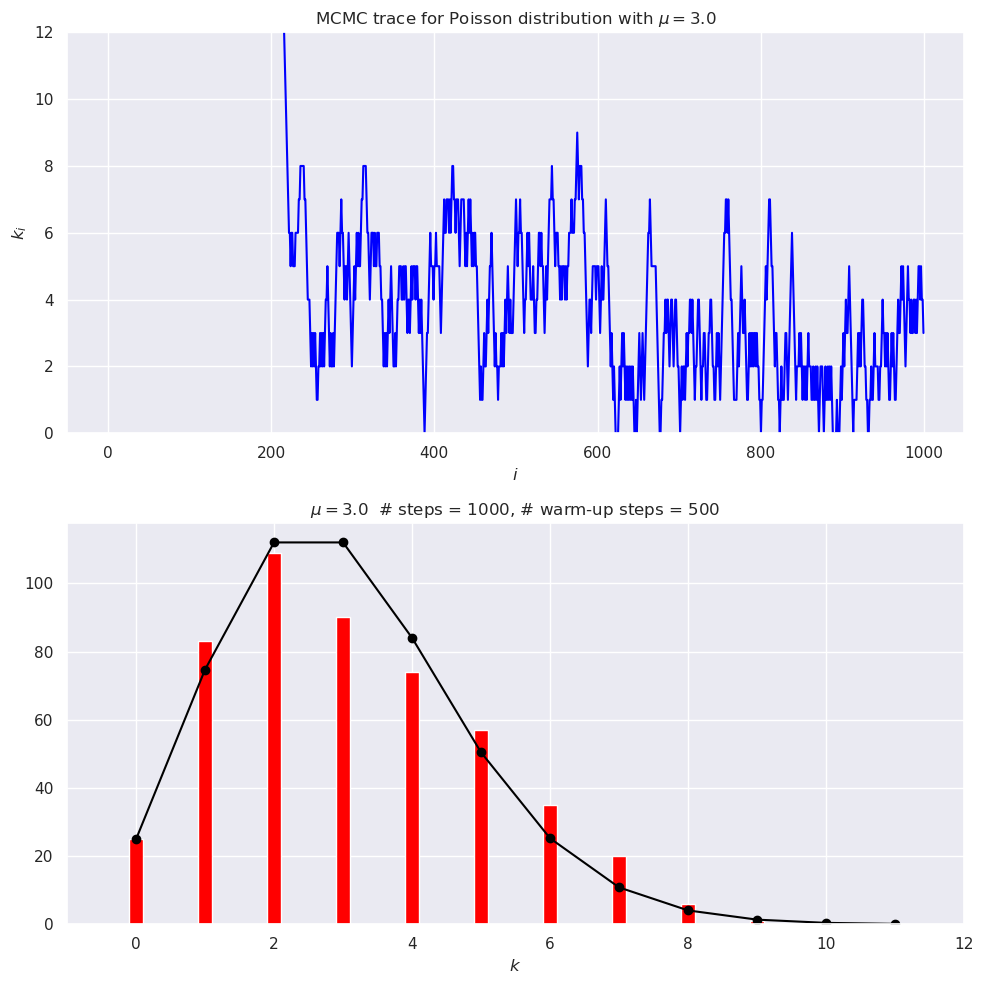 MCMC trace for Poisson distribution with μ = 3.0
12
10
8
6
4
2
0
k_i
0 200 400 600 800 1000
i
μ = 3.0 # steps = 1000, # warm-up steps = 500
100
80
60
40
20
0
0 2 4 6 8 10 12
k